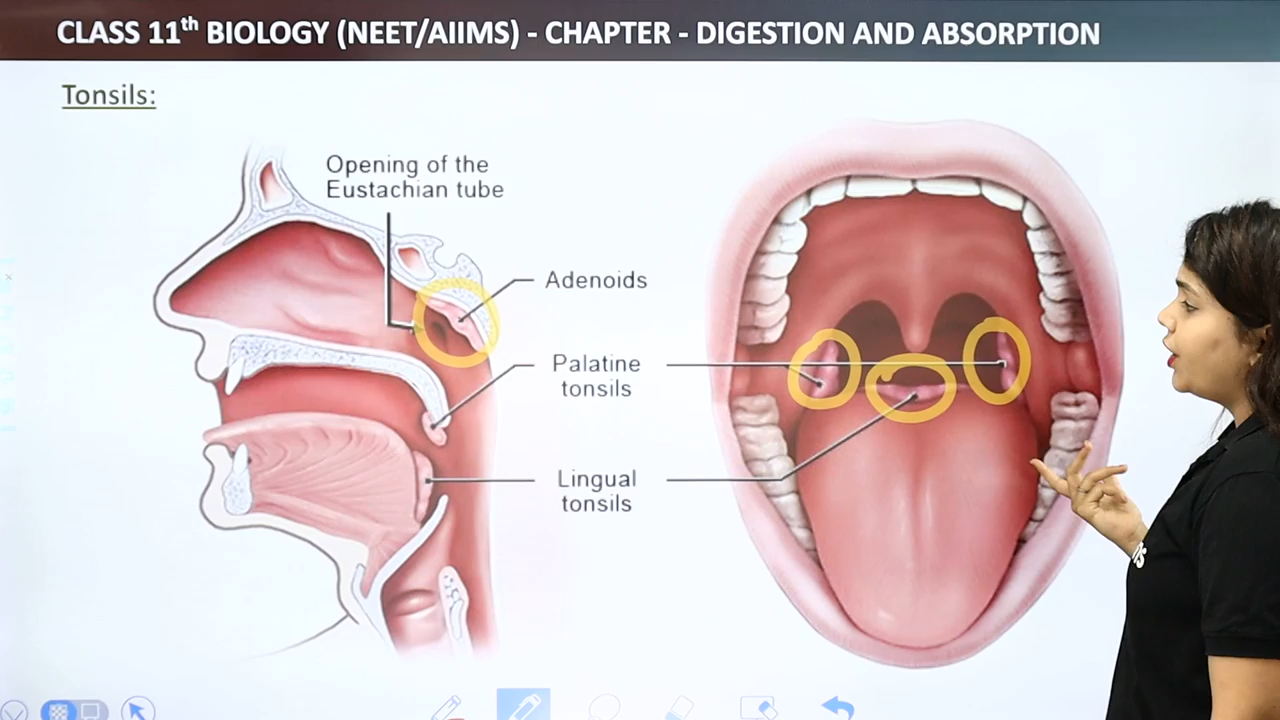 CLASS 11th BIOLOGY (NEET/AIIMS) - CHAPTER - DIGESTION AND ABSORPTION
Tonsils:
Opening of the
Eustachian tube
Adenoids
Palatine
tonsils
Lingual
tonsils